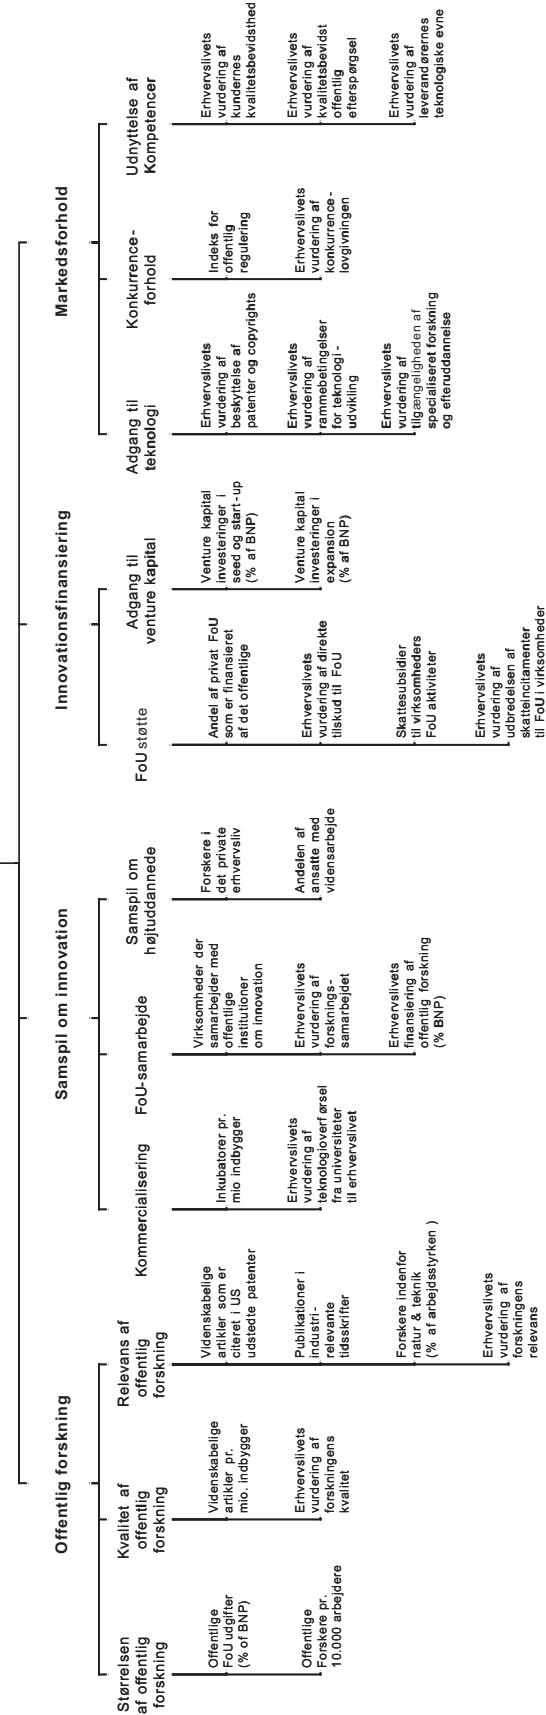 Offentlig forskning
Størrelsen
af offentlig
forskning
Offentlige
FoU udgifter
(% of BNP)
Offentlige
Forskere pr.
10.000 arbejdere
Kvalitet af
offentlig
forskning
Videnskabelige
artikler pr.
mio. indbygger
Erhvervslivets
vurdering af
forskningens
kvalitet
Relevans af
offentlig
forskning
Videnskabelige
artikler som er
citeret i US
udstedte patenter
Publikationer i
industri-
relevante
tidsskrifter
Forskere indenfor
natur & teknik
(% af arbejdsstyrken )
Erhvervslivets
vurdering af
forskningens
relevans
Samspil om innovation
Kommercialisering
Inkubatorer pr.
mio indbygger
Erhvervslivets
vurdering af
teknologioverførsel
fra universiteter
til erhvervslivet
FoU-samarbejde
Virksomheder der
samarbejder med
offentlige
institutioner
om innovation
Erhvervslivets
vurdering af
forsknings-
samarbejdet
Erhvervslivets
finansiering af
offentlig forskning
(% BNP)
Samspil om
højtuddannede
Forskere i
det private
erhvervsliv
Andelen af
ansatte med
vidensarbejde
Innovationsfinansiering
FoU støtte
Andel af privat FoU
som er finansieret
af det offentlige
Erhvervslivets
vurdering af direkte
tilskud til FoU
Skattesubsidier
til virksomheders
FoU aktiviteter
Erhvervslivets
vurdering af
udbredelsen af
skatteincitamenter
til FoU i virksomheder
Adgang til
venture kapital
Venture kapital
investeringer i
seed og start-up
(% af BNP)
Venture kapital
investeringer i
expansion
(% af BNP)
Markedsforhold
Adgang til
teknologi
Erhvervslivets
vurdering af
beskyttelse af
patenter og copyrights
Erhvervslivets
vurdering af
rammebetingelser
for teknologi-
udvikling
Erhvervslivets
vurdering af
tilgængeligheden af
specialiseret forskning
og efteruddannelse
Konkurrence-
forhold
Indeks for
offentlig
regulering
Erhvervslivets
vurdering af
konkurrence-
lovgivningen
Udnyttelse af
Kompetencer
Erhvervslivets
vurdering af
kundernes
kvalitetsbevidsthed
Erhvervslivets
vurdering af
kvalitetsbevidst
offentlig
efterspørgsel
Erhvervslivets
vurdering af
leverandørernes
teknologiske evne